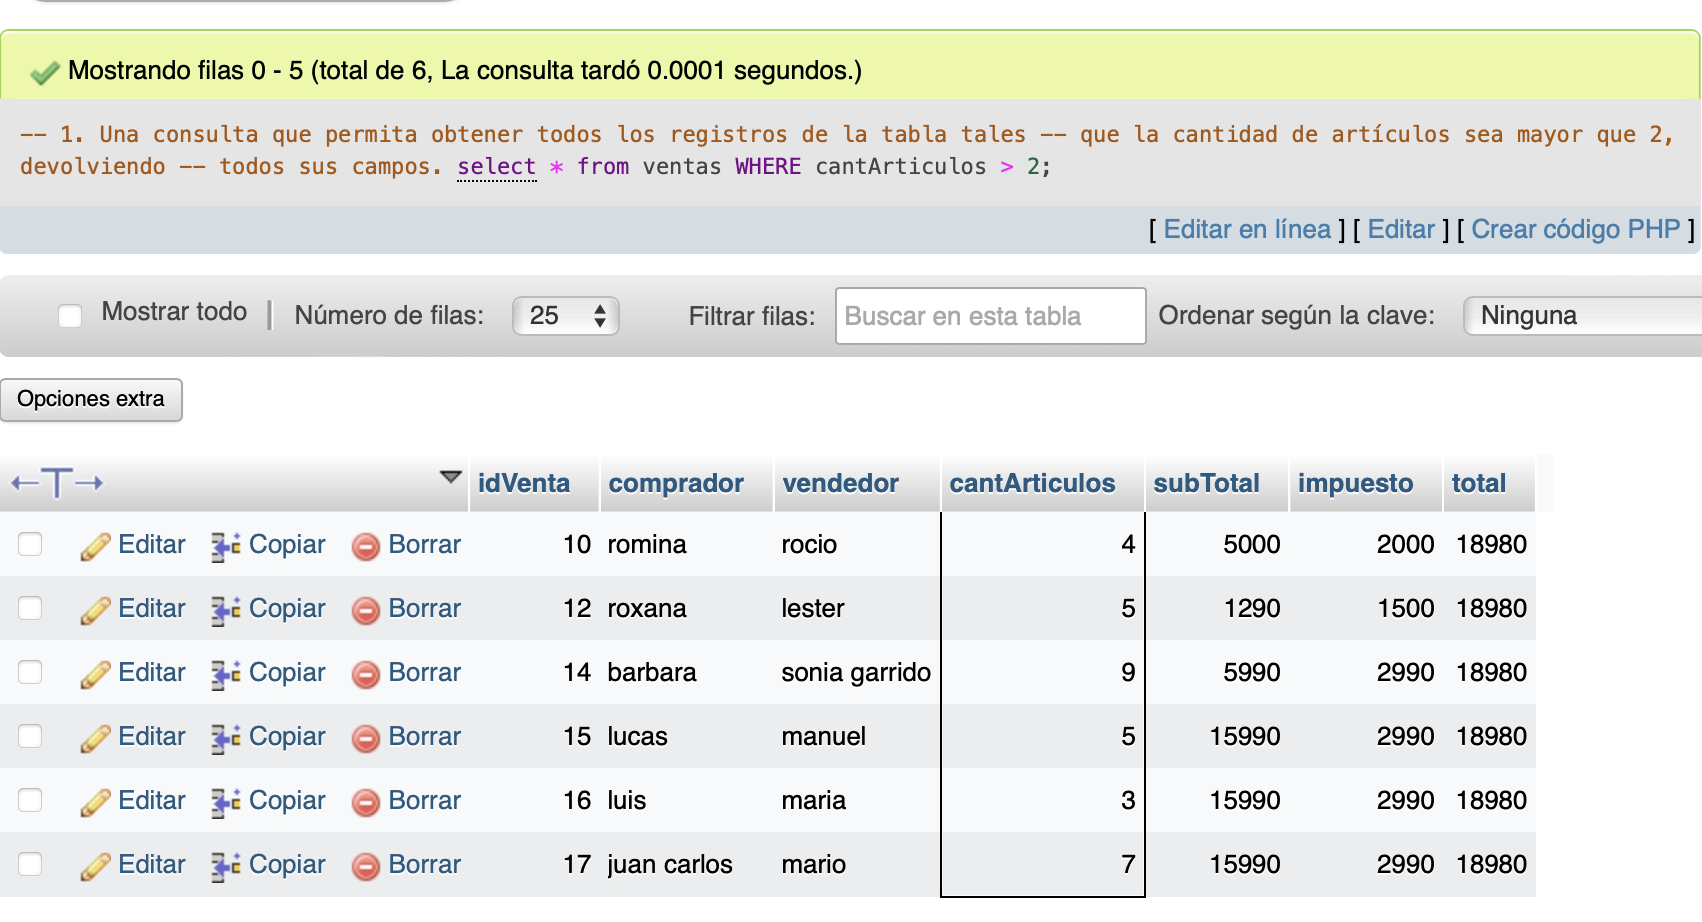 Mostrando filas 0 - 5 (total de 6, La consulta tardó 0.0001 segundos.)
-- 1. Una consulta que permita obtener todos los registros de la tabla tales -- que la cantidad de artículos sea mayor que 2,
devolviendo -- todos sus campos. select * from ventas WHERE cantArticulos > 2;
[ Editar en línea ] [ Editar ] [ Crear código PHP ]
Mostrar todo | Número de filas: 25 Filtrar filas: Buscar en esta tabla Ordenar según la clave: Ninguna
Opciones extra
←T→ idVenta comprador vendedor cantArticulos subTotal impuesto total
Editar Copiar Borrar 10 romina rocio 4 5000 2000 18980
Editar Copiar Borrar 12 roxana lester 5 1290 1500 18980
Editar Copiar Borrar 14 barbara sonia garrido 9 5990 2990 18980
Editar Copiar Borrar 15 lucas manuel 5 15990 2990 18980
Editar Copiar Borrar 16 luis maria 3 15990 2990 18980
Editar Copiar Borrar 17 juan carlos mario 7 15990 2990 18980